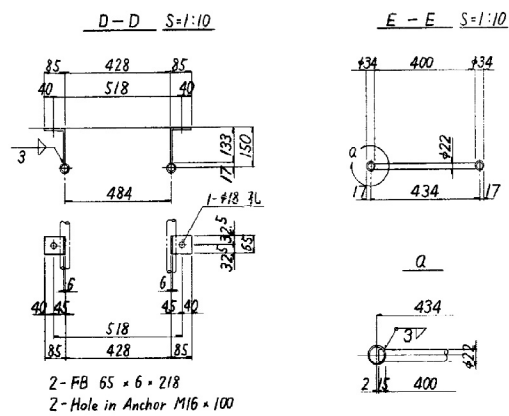 D - D  S=1:10
85 428 85
40 518 40
3
133
150
17
484
1-φ18 孔
32.5
32.5
65
6 6
40 45 45 40
518
85 428 85
2- FB 65 × 6 × 218
2- Hole in Anchor M16 × 100
E - E  S=1:10
φ34 400 φ34
a
φ22
17 434 17
a
434
3
φ22
2 15 400